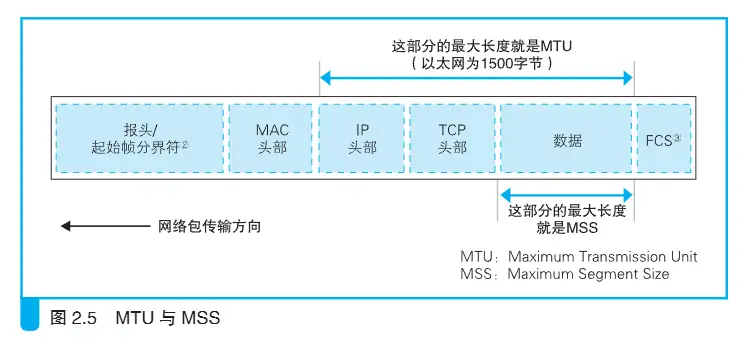 这部分的最大长度就是MTU
（以太网为1500字节）
报头/
起始帧分界符②
MAC
头部
IP
头部
TCP
头部
数据
FCS③
网络包传输方向
这部分的最大长度
就是MSS
MTU：Maximum Transmission Unit
MSS：Maximum Segment Size
图 2.5 MTU 与 MSS